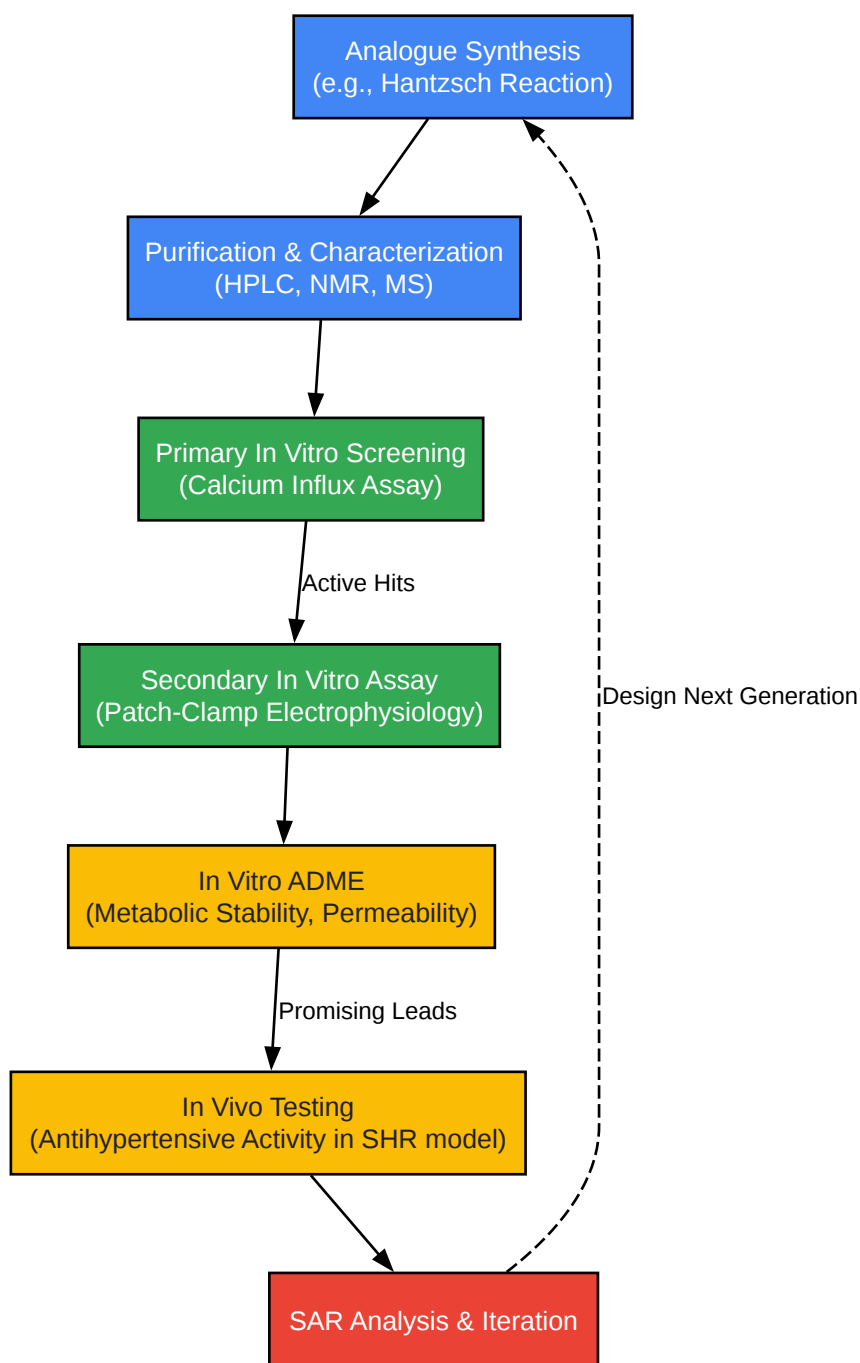 Analogue Synthesis
(e.g., Hantzsch Reaction)
Purification & Characterization
(HPLC, NMR, MS)
Primary In Vitro Screening
(Calcium Influx Assay)
Active Hits
Secondary In Vitro Assay
(Patch-Clamp Electrophysiology)
Design Next Generation
In Vitro ADME
(Metabolic Stability, Permeability)
Promising Leads
In Vivo Testing
(Antihypertensive Activity in SHR model)
SAR Analysis & Iteration